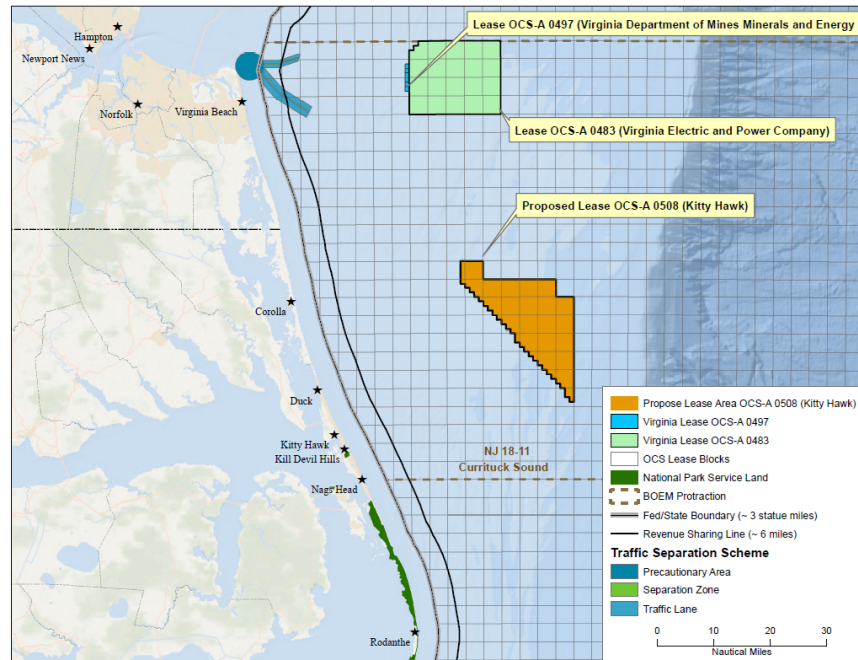 Lease OCS-A 0497 (Virginia Department of Mines Minerals and Energy
Hampton
Newport News
Norfolk
Virginia Beach
Lease OCS-A 0483 (Virginia Electric and Power Company)
Proposed Lease OCS-A 0508 (Kitty Hawk)
Corolla
Duck
Kitty Hawk
Kill Devil Hills
Nags Head
NJ 18-11
Currituck Sound
Rodanthe
Propose Lease Area OCS-A 0508 (Kitty Hawk)
Virginia Lease OCS-A 0497
Virginia Lease OCS-A 0483
OCS Lease Blocks
National Park Service Land
BOEM Protraction
Fed/State Boundary (~ 3 statue miles)
Revenue Sharing Line (~ 6 miles)
Traffic Separation Scheme
Precautionary Area
Separation Zone
Traffic Lane
0 10 20 30
Nautical Miles